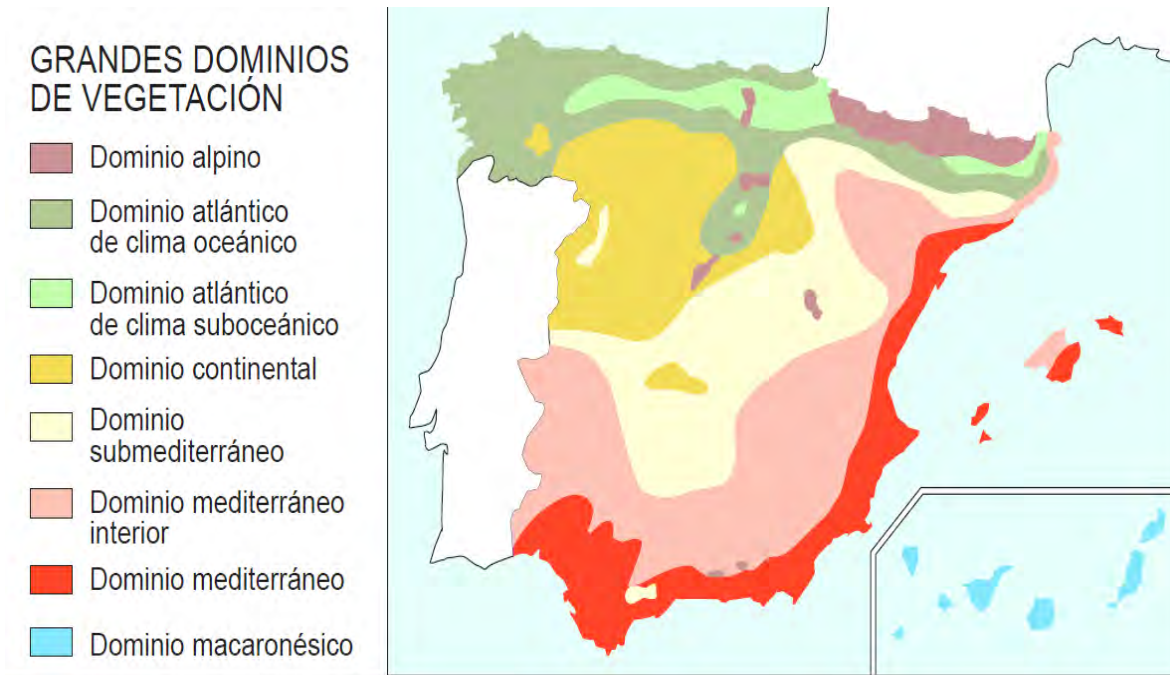 GRANDES DOMINIOS
DE VEGETACIÓN
Dominio alpino
Dominio atlántico
de clima oceánico
Dominio atlántico
de clima suboceánico
Dominio continental
Dominio
submediterráneo
Dominio mediterráneo
interior
Dominio mediterráneo
Dominio macaronésico